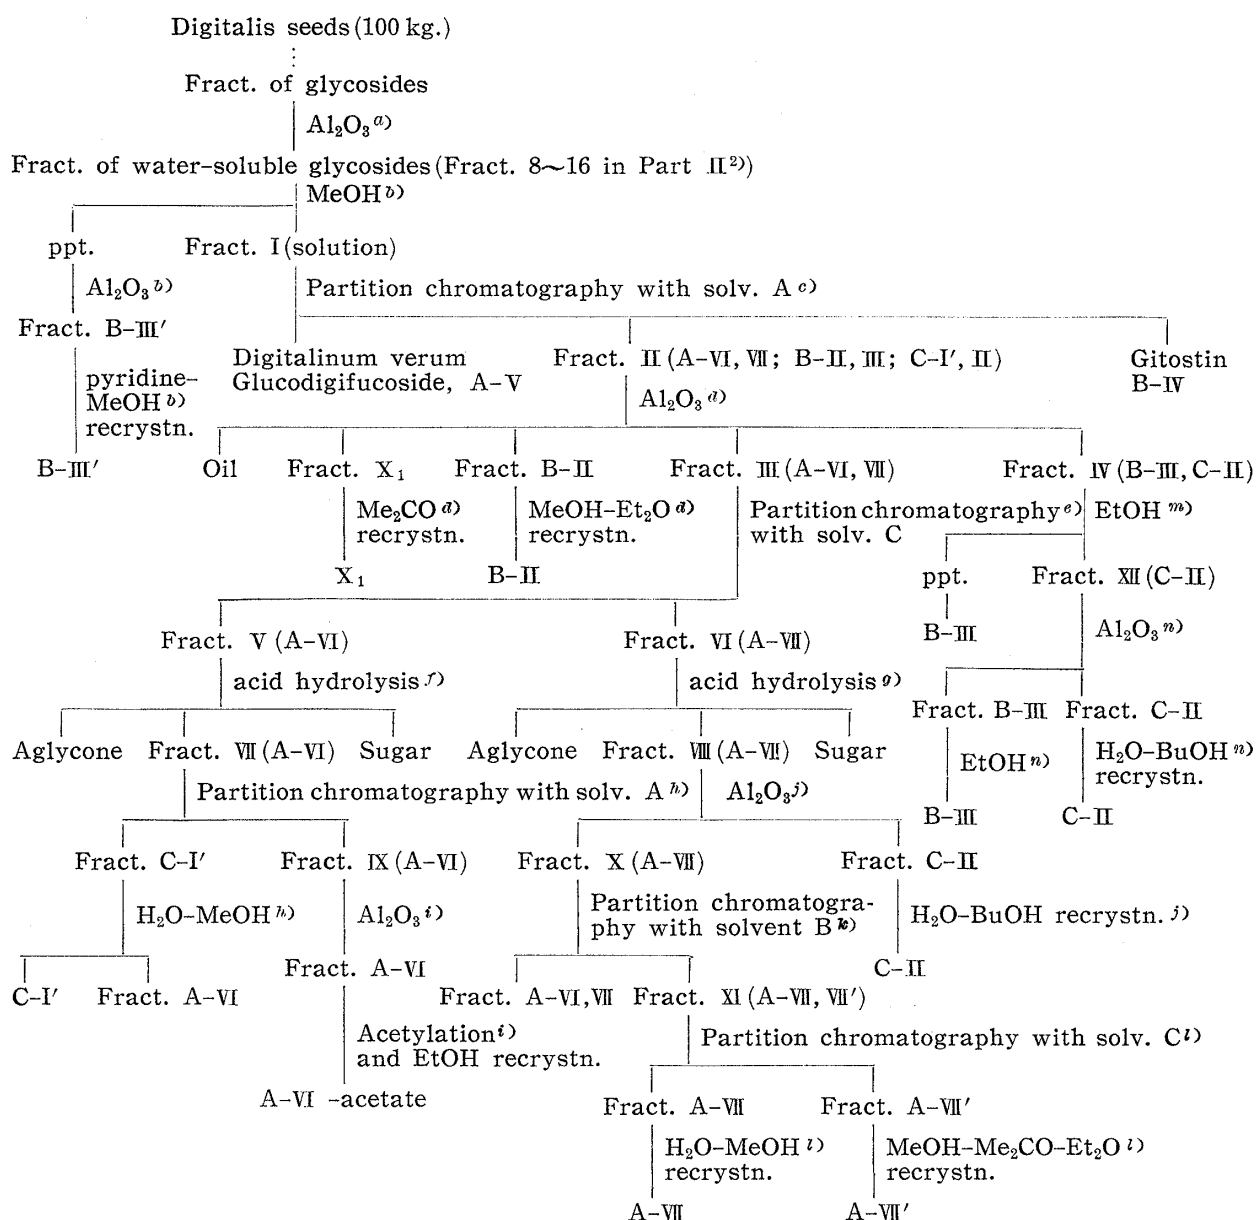 Digitalis seeds (100 kg.)
Fract. of glycosides
Al₂O₃ a)
Fract. of water-soluble glycosides (Fract. 8~16 in Part II²⁾)
MeOH b)
ppt. Fract. I (solution)
Al₂O₃ b) Partition chromatography with solv. A c)
Fract. B-III′
Digitalinum verum Fract. II (A-VI, VII; B-II, III; C-I′, II) Gitostin
Glucodigifucoside, A-V B-IV
pyridine-
MeOH b)
recrystn.
Al₂O₃ d)
B-III′ Oil Fract. X₁ Fract. B-II Fract. III (A-VI, VII) Fract. IV (B-III, C-II)
Me₂CO d) MeOH-Et₂O d) Partition chromatography e) EtOH m)
recrystn. recrystn. with solv. C
X₁ B-II ppt. Fract. XII (C-II)
Fract. V (A-VI) Fract. VI (A-VII) B-III Al₂O₃ n)
acid hydrolysis f) acid hydrolysis g)
Fract. B-III Fract. C-II
Aglycone Fract. VII (A-VI) Sugar Aglycone Fract. VIII (A-VII) Sugar
EtOH n) H₂O-BuOH n)
recrystn.
Partition chromatography with solv. A h) Al₂O₃ j)
B-III C-II
Fract. C-I′ Fract. IX (A-VI) Fract. X (A-VII) Fract. C-II
H₂O-MeOH h) Al₂O₃ i) Partition chromatogra- H₂O-BuOH recrystn. j)
phy with solvent B k)
Fract. A-VI C-II
C-I′ Fract. A-VI Fract. A-VI, VII Fract. XI (A-VII, VII′)
Acetylation i) Partition chromatography with solv. C l)
and EtOH recrystn.
A-VI -acetate Fract. A-VII Fract. A-VII′
H₂O-MeOH l) MeOH-Me₂CO-Et₂O l)
recrystn. recrystn.
A-VII A-VII′